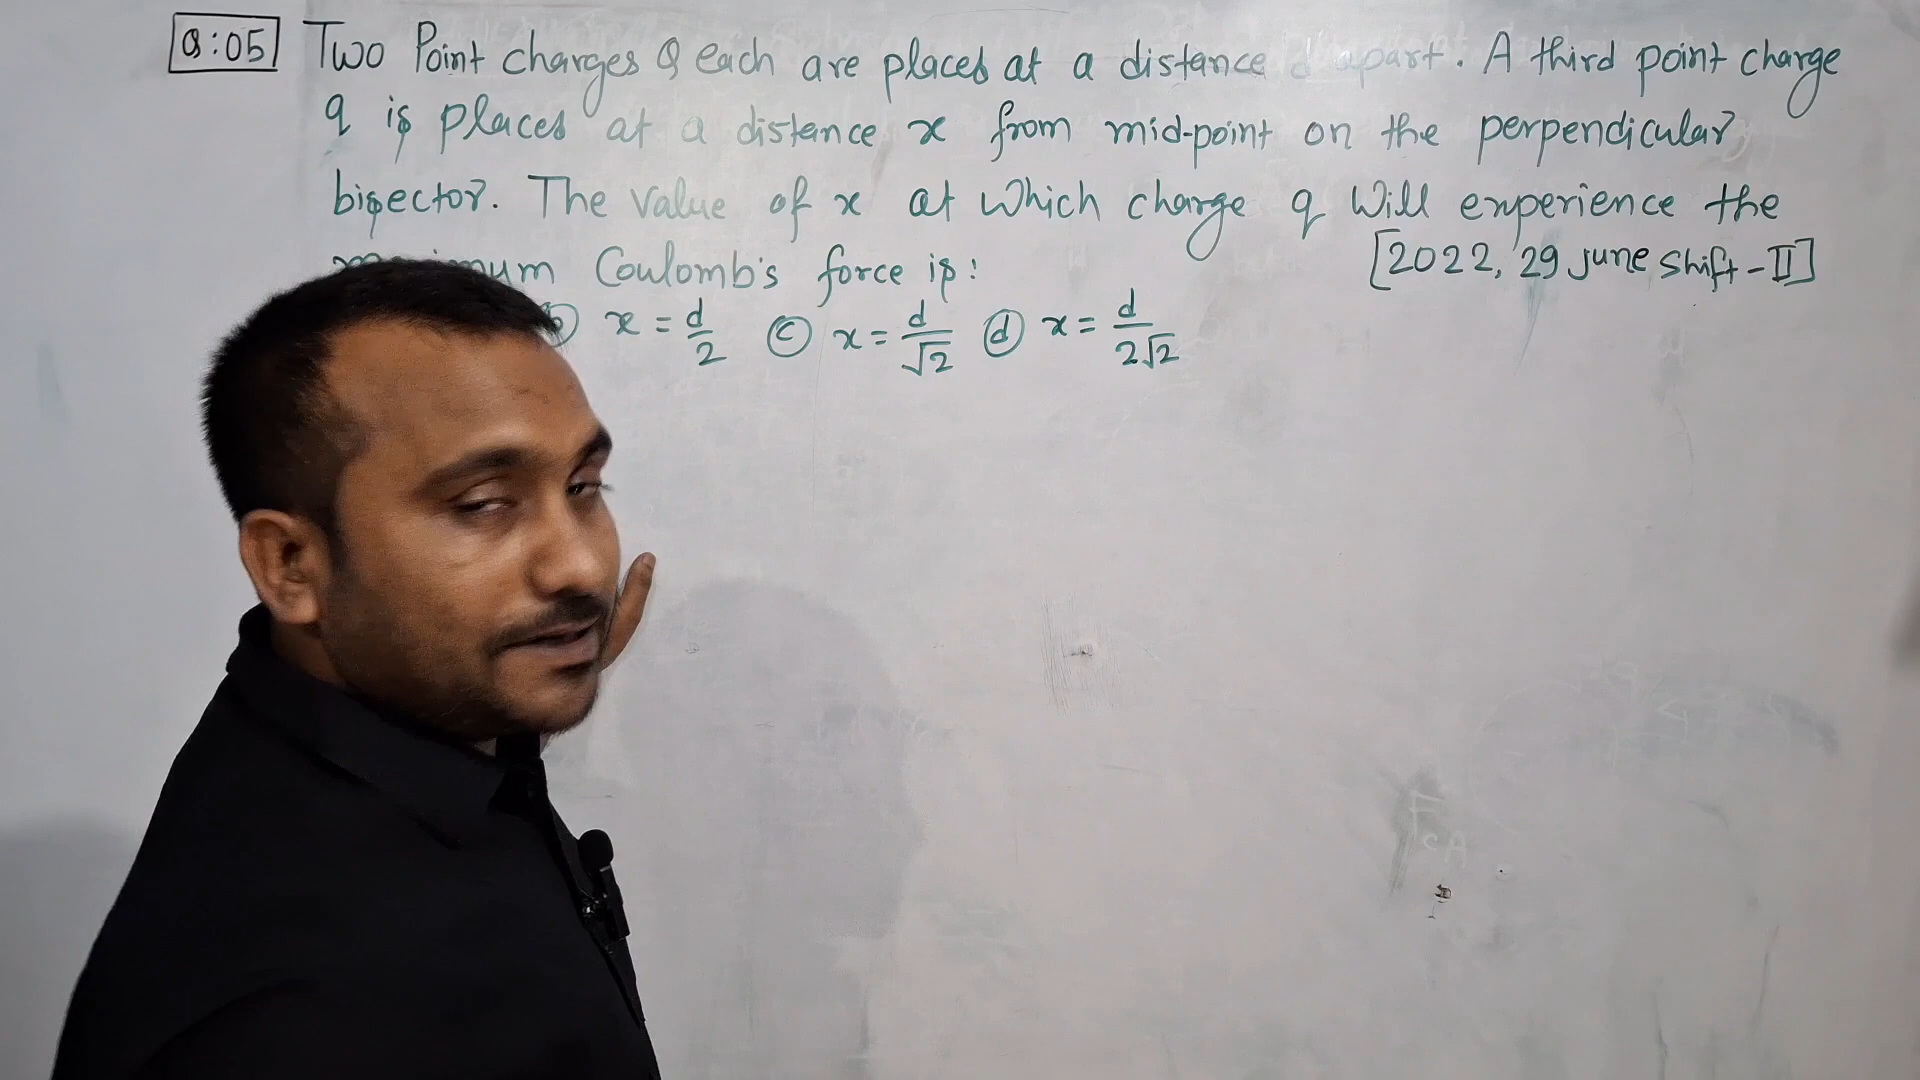 Q:05 Two Point charges Q each are placed at a distance d apart. A third point charge
q is placed at a distance x from mid-point on the perpendicular
bisector. The value of x at which charge q will experience the
Coulomb's force is: [2022, 29 june Shift-II]
x = d/2 (c) x = d/√2 (d) x = d/2√2
FcA